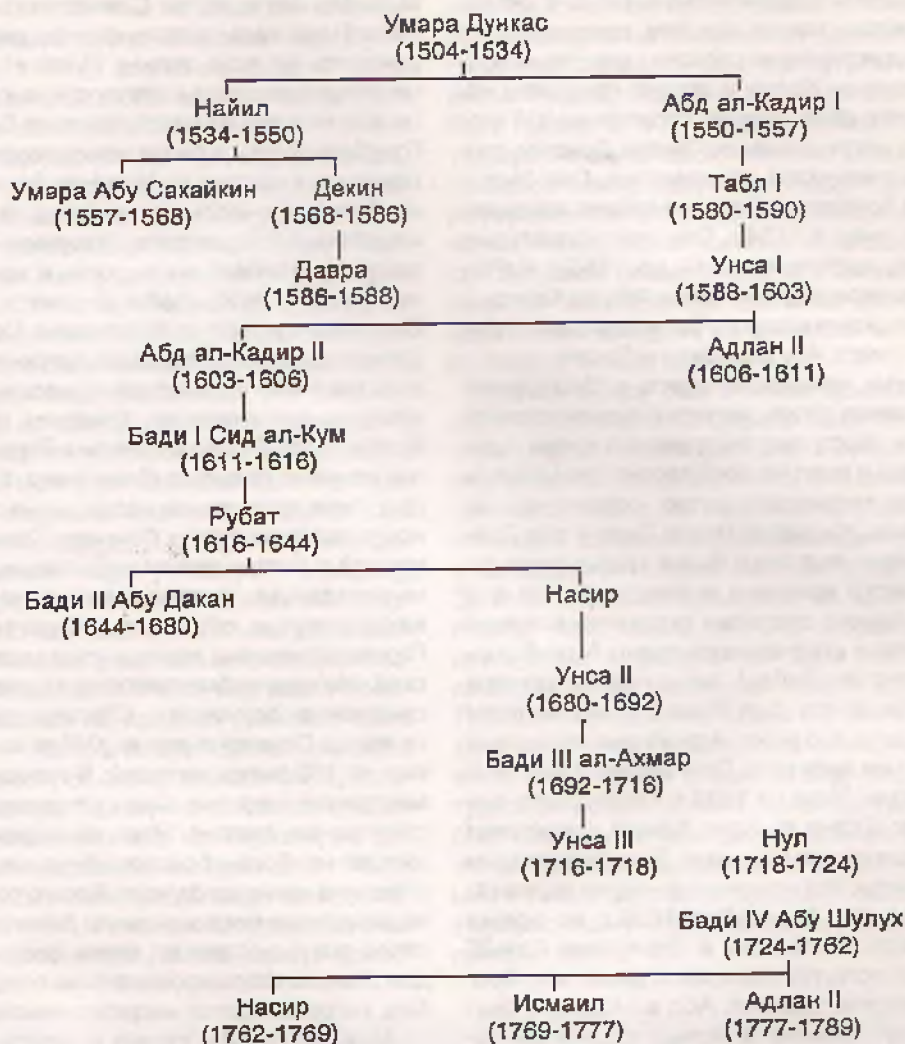 Умара Дункас
(1504-1534)
Найил
(1534-1550)
Абд ал-Кадир I
(1550-1557)
Умара Абу Сакайкин
(1557-1568)
Декин
(1568-1586)
Табл I
(1580-1590)
Давра
(1586-1588)
Унса I
(1588-1603)
Абд ал-Кадир II
(1603-1606)
Адлан II
(1606-1611)
Бади I Сид ал-Кум
(1611-1616)
Рубат
(1616-1644)
Бади II Абу Дакан
(1644-1680)
Насир
Унса II
(1680-1692)
Бади III ал-Ахмар
(1692-1716)
Унса III
(1716-1718)
Нул
(1718-1724)
Бади IV Абу Шулух
(1724-1762)
Насир
(1762-1769)
Исмаил
(1769-1777)
Адлан II
(1777-1789)